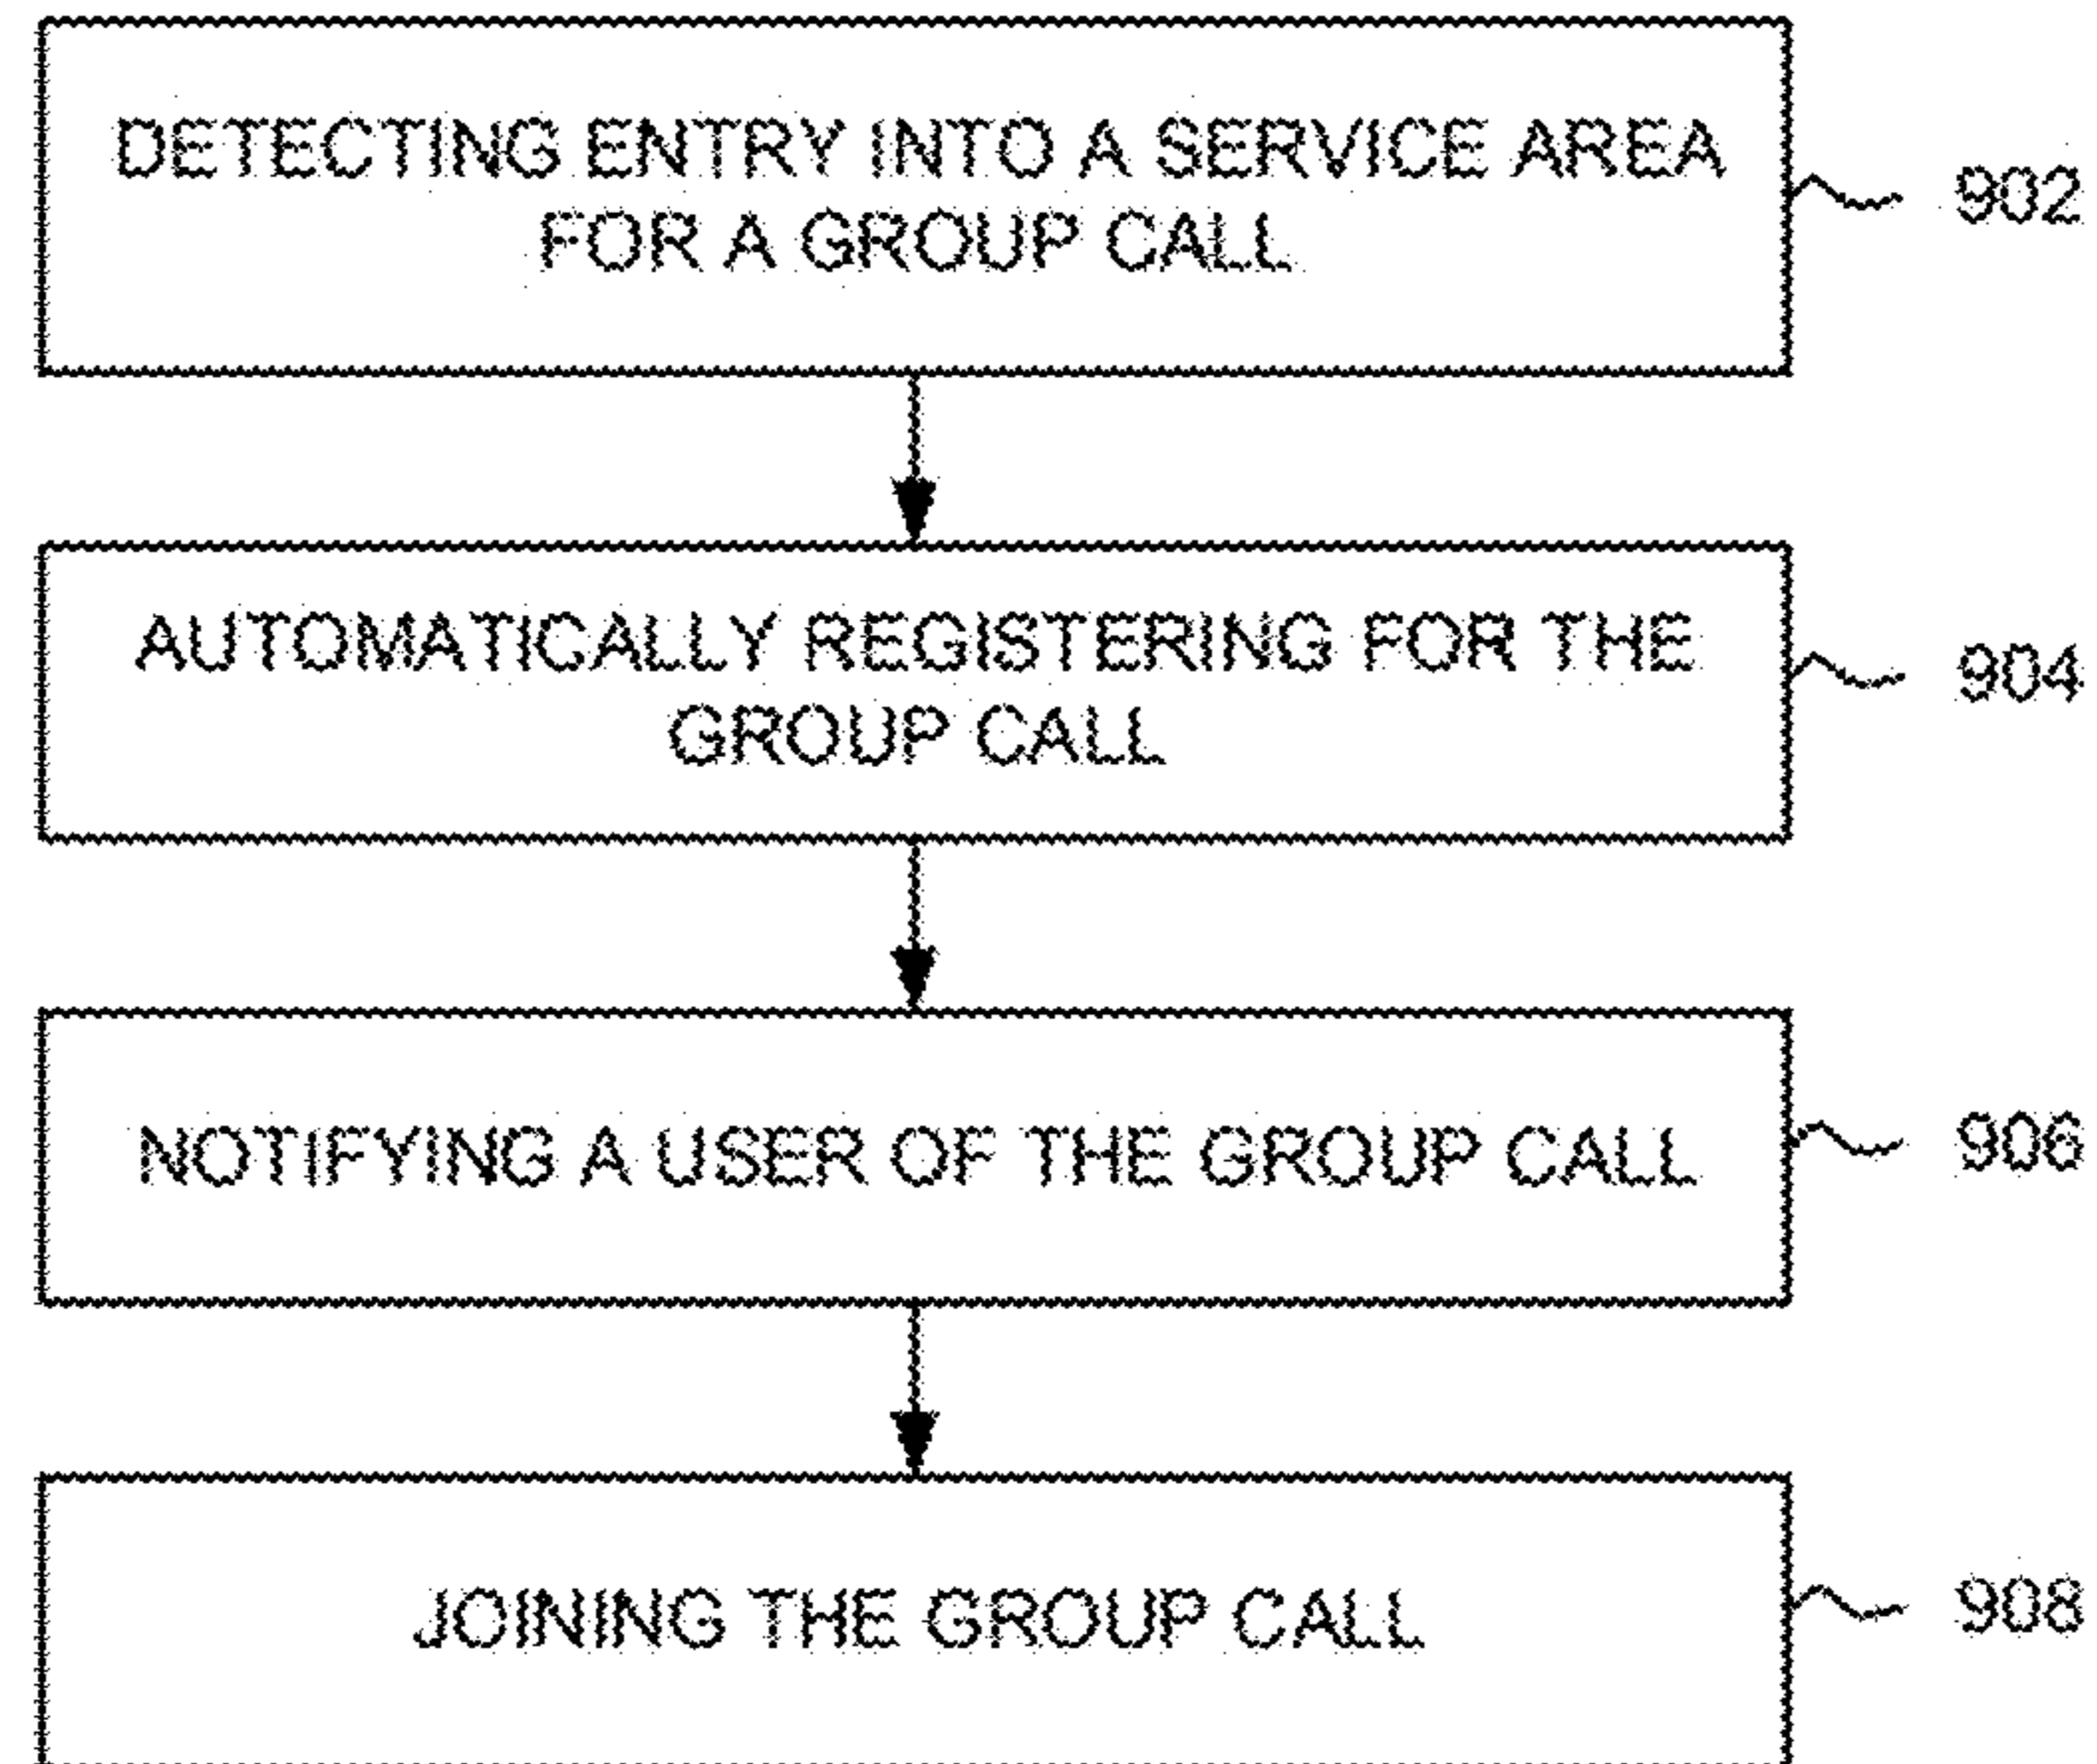 DETECTING ENTRY INTO A SERVICE AREA
FOR A GROUP CALL
902
AUTOMATICALLY REGISTERING FOR THE
GROUP CALL
904
NOTIFYING A USER OF THE GROUP CALL
906
JOINING THE GROUP CALL
908